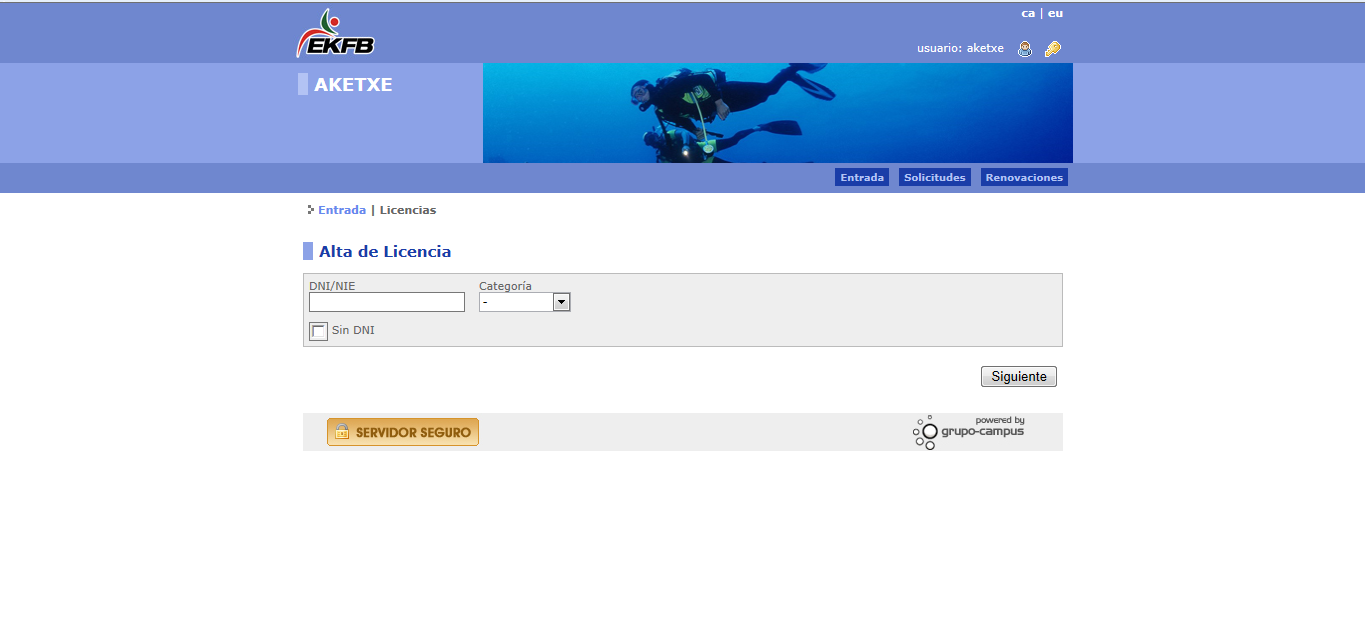 EKFB
ca | eu
usuario: aketxe
AKETXE
Entrada Solicitudes Renovaciones
Entrada | Licencias
Alta de Licencia
DNI/NIE Categoría
-
Sin DNI
Siguiente
SERVIDOR SEGURO
powered by
grupo-campus